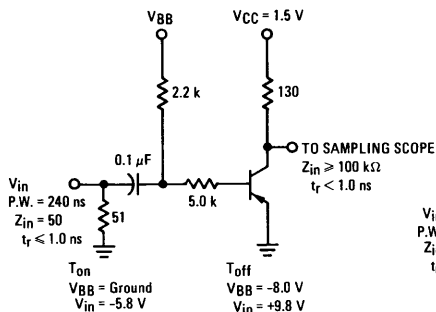 VBB
VCC = 1.5 V
2.2 k
130
0.1 µF
TO SAMPLING SCOPE
Zin ≥ 100 kΩ
tr < 1.0 ns
5.0 k
Vin
P.W. = 240 ns
Zin = 50
tr ≤ 1.0 ns
51
Ton
VBB = Ground
Vin = -5.8 V
Toff
VBB = -8.0 V
Vin = +9.8 V